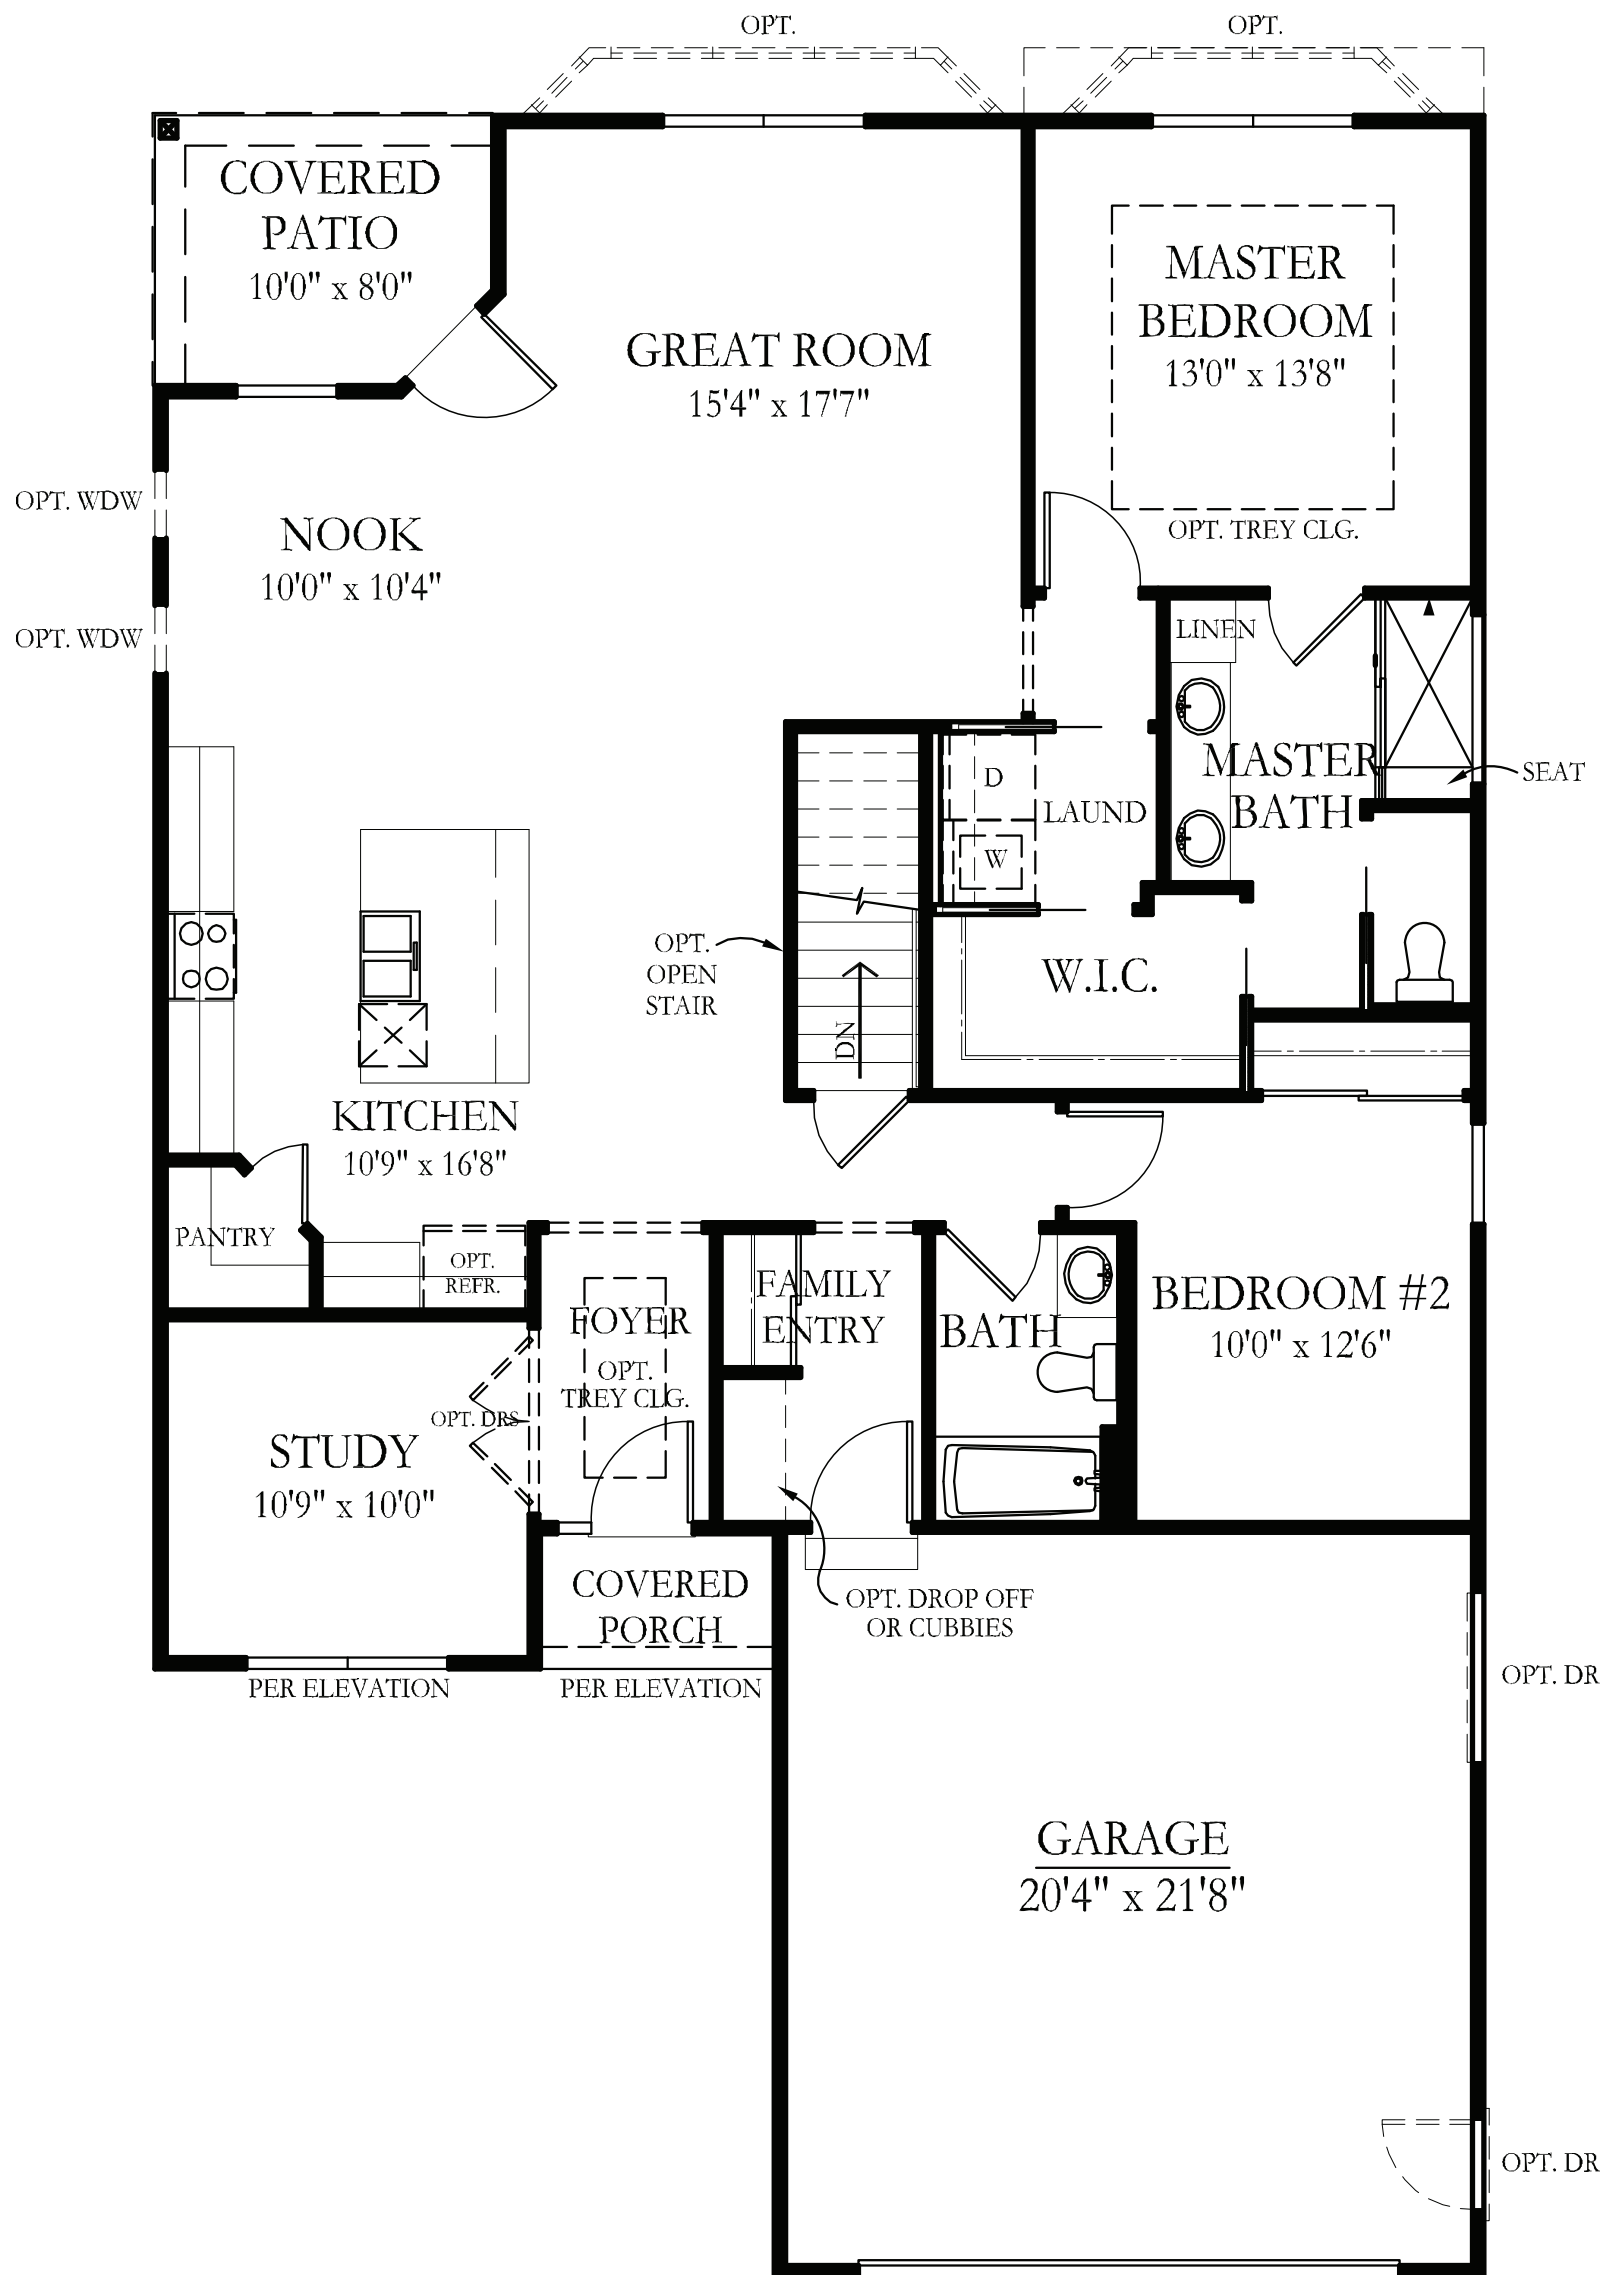 OPT.
OPT.
COVERED
PATIO
10'0" x 8'0"
GREAT ROOM
15'4" x 17'7"
MASTER
BEDROOM
13'0" x 13'8"
OPT. TREY CLG.
OPT. WDW
NOOK
10'0" x 10'4"
OPT. WDW
LINEN
MASTER
BATH
SEAT
D
LAUND
W
OPT.
OPEN
STAIR
DN
W.I.C.
KITCHEN
10'9" x 16'8"
PANTRY
OPT.
REFR.
FOYER
OPT.
TREY CLG.
FAMILY
ENTRY
BATH
BEDROOM #2
10'0" x 12'6"
OPT. DRS
STUDY
10'9" x 10'0"
COVERED
PORCH
OPT. DROP OFF
OR CUBBIES
PER ELEVATION
PER ELEVATION
OPT. DR
GARAGE
20'4" x 21'8"
OPT. DR